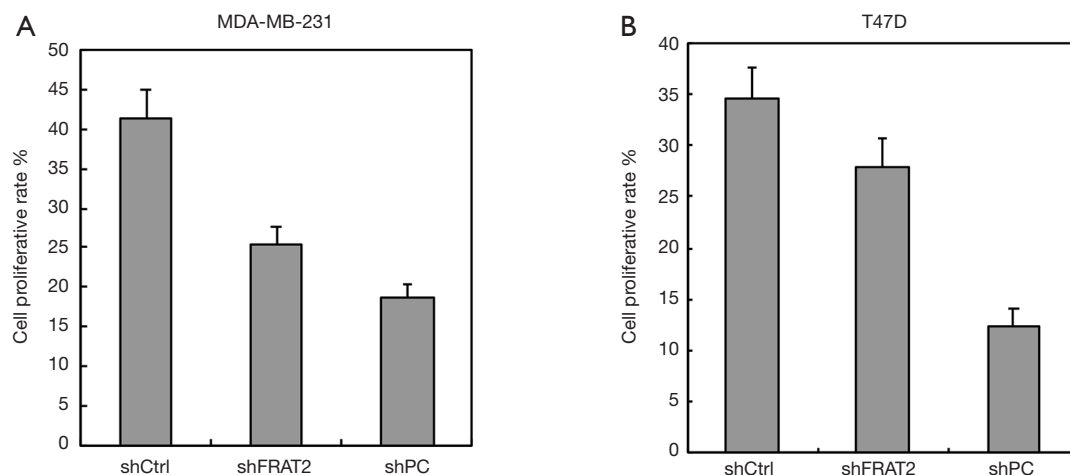 A
MDA-MB-231
Cell proliferative rate %
50
45
40
35
30
25
20
15
10
5
0
shCtrl shFRAT2 shPC
B
T47D
Cell proliferative rate %
40
35
30
25
20
15
10
5
0
shCtrl shFRAT2 shPC